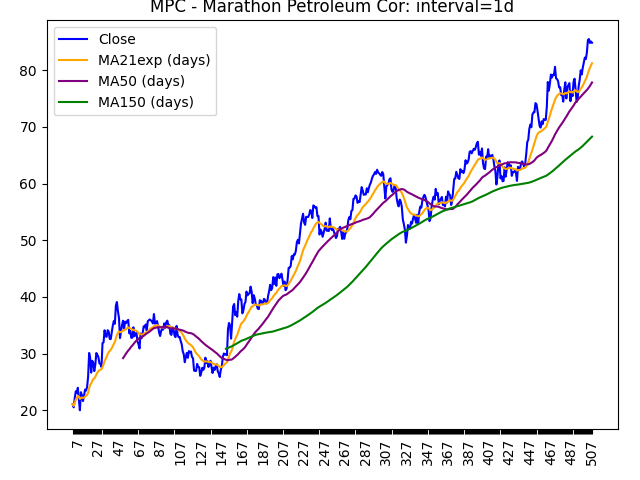 MPC - Marathon Petroleum Cor: interval=1d
Close
MA21exp (days)
MA50 (days)
MA150 (days)
80
70
60
50
40
30
20
7 27 47 67 87 107 127 147 167 187 207 227 247 267 287 307 327 347 367 387 407 427 447 467 487 507